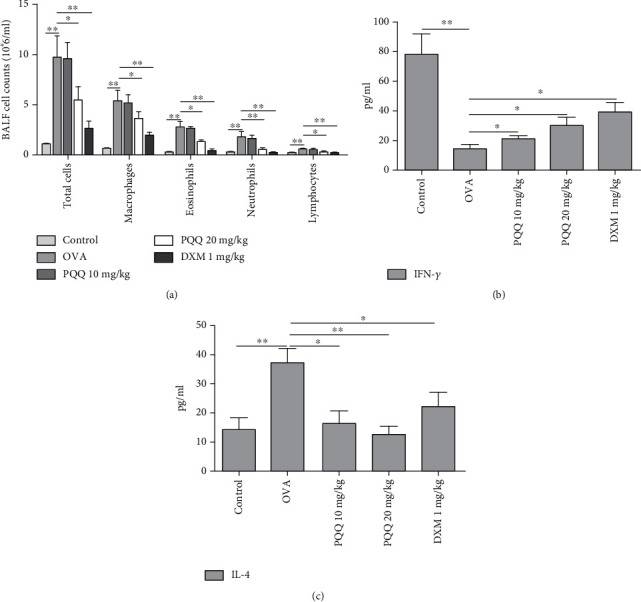 BALF cell counts (10^6/ml)
15
10
5
0
** ** *
** ** *
** ** *
** ** **
** ** *
Total cells
Macrophages
Eosinophils
Neutrophils
Lymphocytes
Control
OVA
PQQ 10 mg/kg
PQQ 20 mg/kg
DXM 1 mg/kg
(a)
pg/ml
100
80
60
40
20
0
**
*
*
*
Control
OVA
PQQ 10 mg/kg
PQQ 20 mg/kg
DXM 1 mg/kg
IFN-γ
(b)
pg/ml
50
40
30
20
10
0
*
**
** *
Control
OVA
PQQ 10 mg/kg
PQQ 20 mg/kg
DXM 1 mg/kg
IL-4
(c)